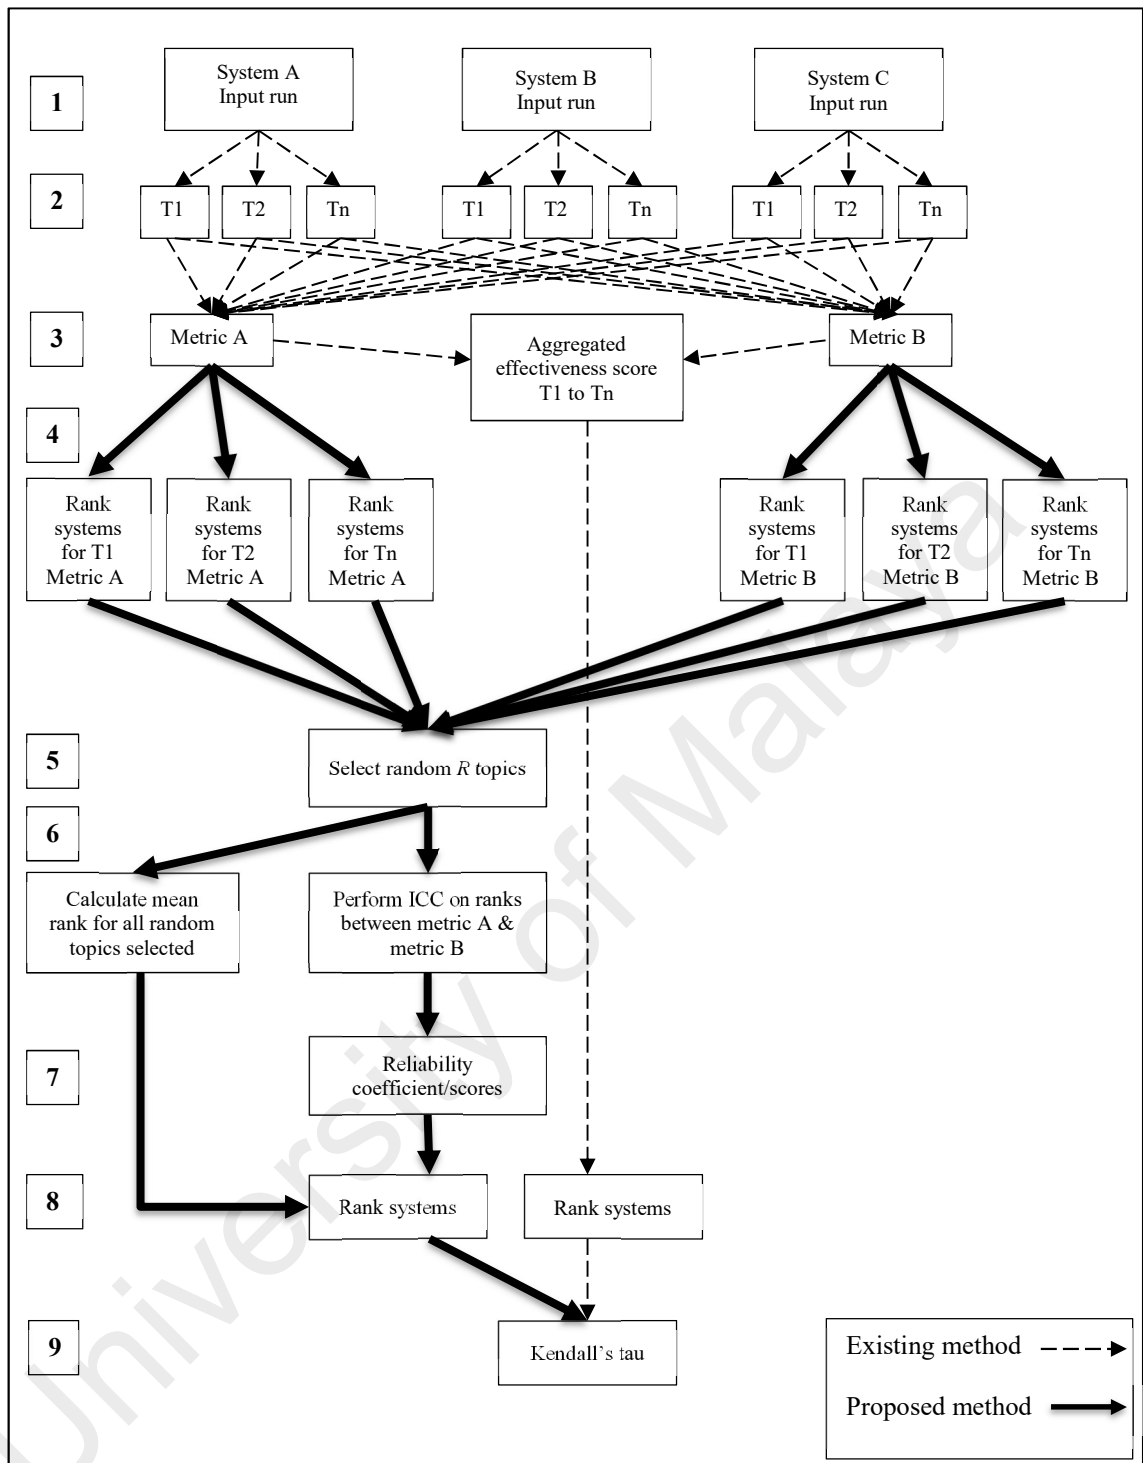 1
System A
Input run
System B
Input run
System C
Input run
2
T1
T2
Tn
T1
T2
Tn
T1
T2
Tn
3
Metric A
Aggregated
effectiveness score
T1 to Tn
Metric B
4
Rank
systems
for T1
Metric A
Rank
systems
for T2
Metric A
Rank
systems
for Tn
Metric A
Rank
systems
for T1
Metric B
Rank
systems
for T2
Metric B
Rank
systems
for Tn
Metric B
5
Select random R topics
6
Calculate mean
rank for all random
topics selected
Perform ICC on ranks
between metric A &
metric B
7
Reliability
coefficient/scores
8
Rank systems
Rank systems
9
Kendall’s tau
Existing method
Proposed method
University of Malaya